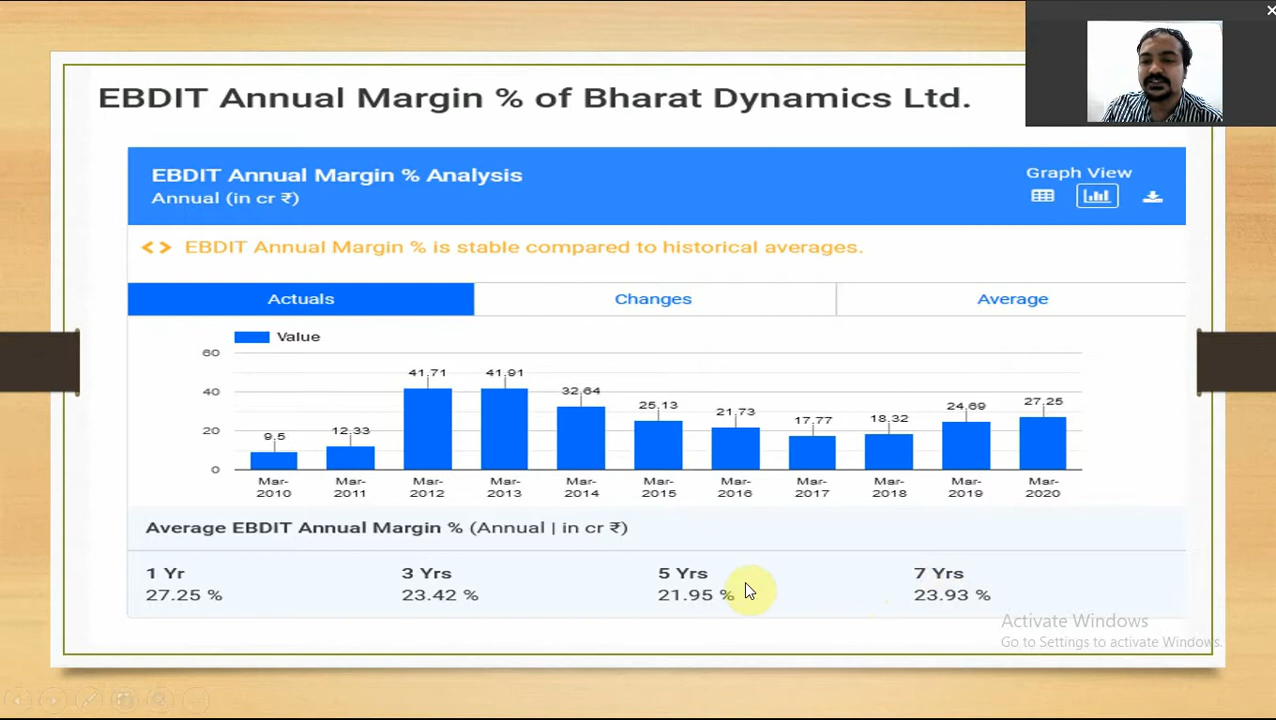 EBDIT Annual Margin % of Bharat Dynamics Ltd.
EBDIT Annual Margin % Analysis
Annual (in cr ₹)
Graph View
<> EBDIT Annual Margin % is stable compared to historical averages.
Actuals Changes Average
Value
60
40
20
0
9.5 12.33 41.71 41.91 32.64 25.13 21.73 17.77 18.32 24.69 27.25
Mar- Mar- Mar- Mar- Mar- Mar- Mar- Mar- Mar- Mar- Mar-
2010 2011 2012 2013 2014 2015 2016 2017 2018 2019 2020
Average EBDIT Annual Margin % (Annual | in cr ₹)
1 Yr 3 Yrs 5 Yrs 7 Yrs
27.25 % 23.42 % 21.95 % 23.93 %
Activate Windows
Go to Settings to activate Windows.